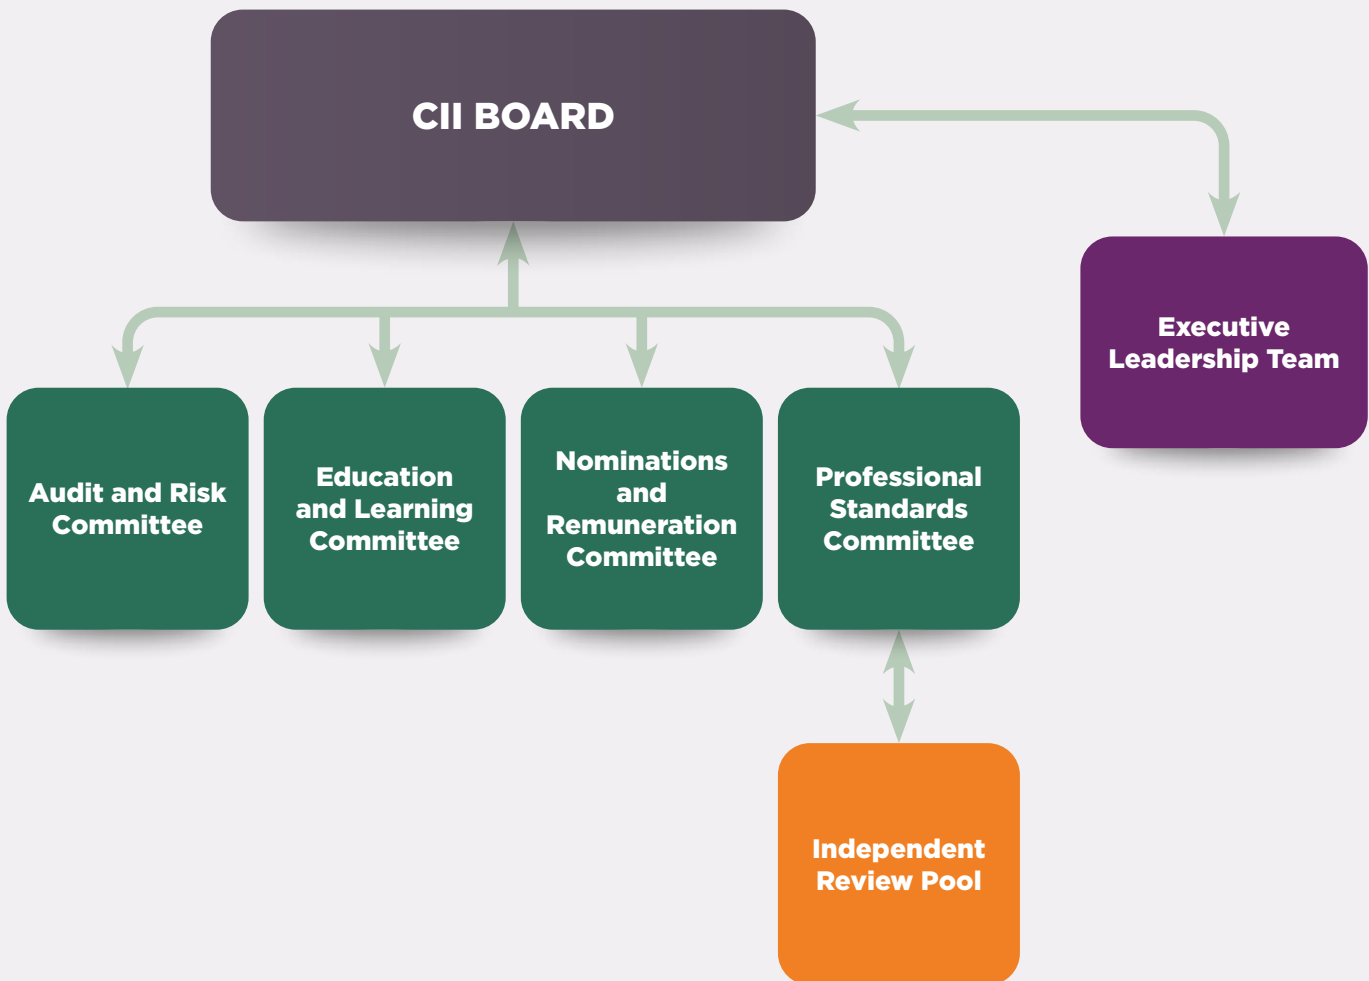 CII BOARD
Executive
Leadership Team
Audit and Risk
Committee
Education
and Learning
Committee
Nominations
and
Remuneration
Committee
Professional
Standards
Committee
Independent
Review Pool